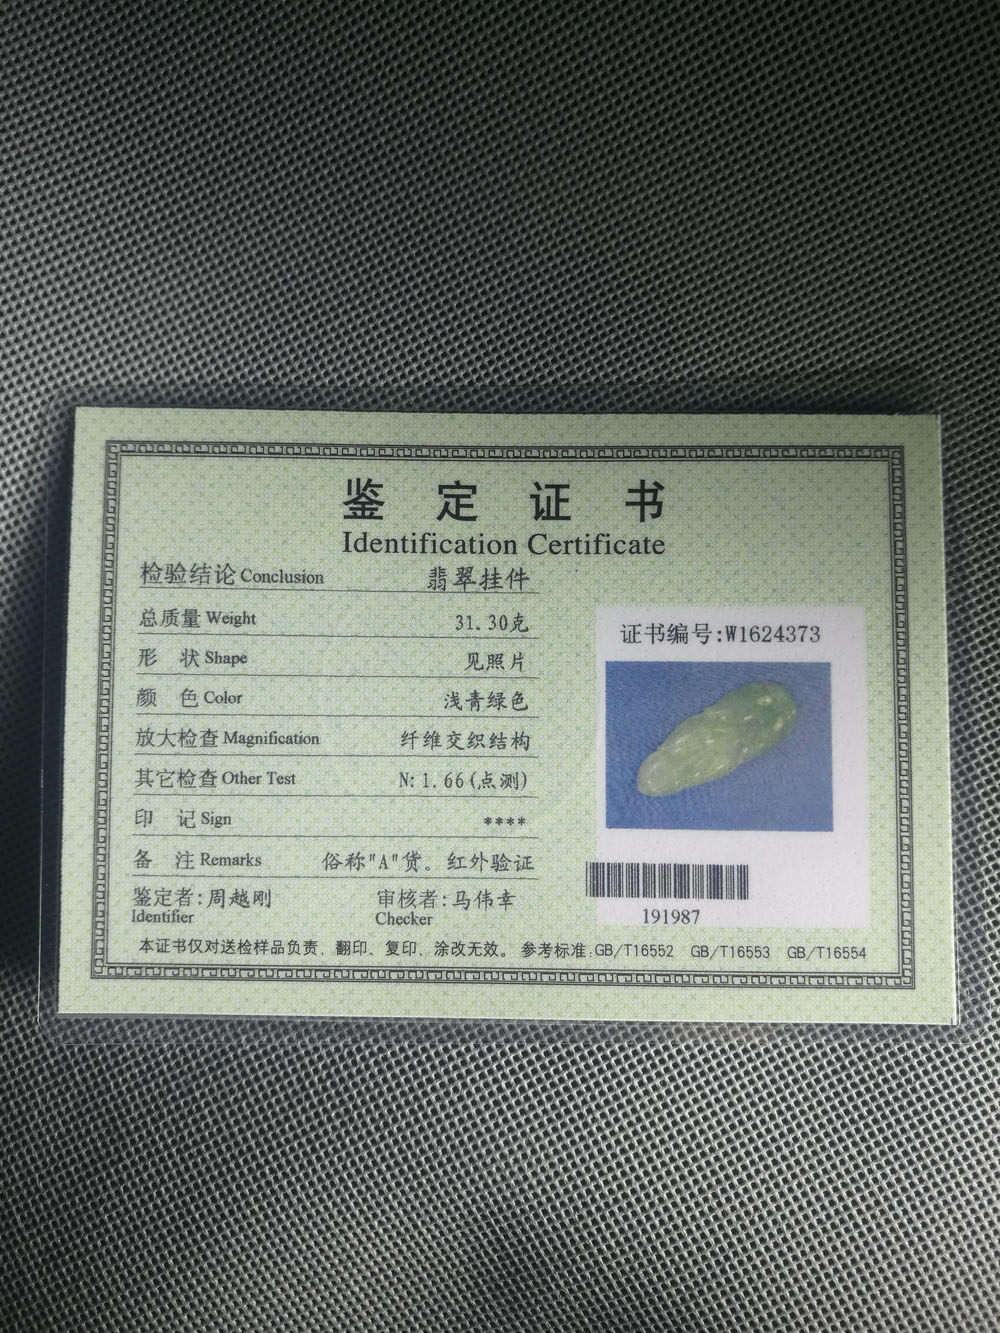 鉴定证书
Identification Certificate
检验结论 Conclusion 翡翠挂件
总质量 Weight 31.30克
形 状 Shape 见照片
颜 色 Color 浅青绿色
放大检查 Magnification 纤维交织结构
其它检查 Other Test N:1.66(点测)
印 记 Sign ****
备 注 Remarks 俗称"A"货。红外验证
鉴定者:周越刚 审核者:马伟幸
Identifier Checker
证书编号:W1624373
191987
本证书仅对送检样品负责，翻印、复印、涂改无效。 参考标准:GB/T16552 GB/T16553 GB/T16554